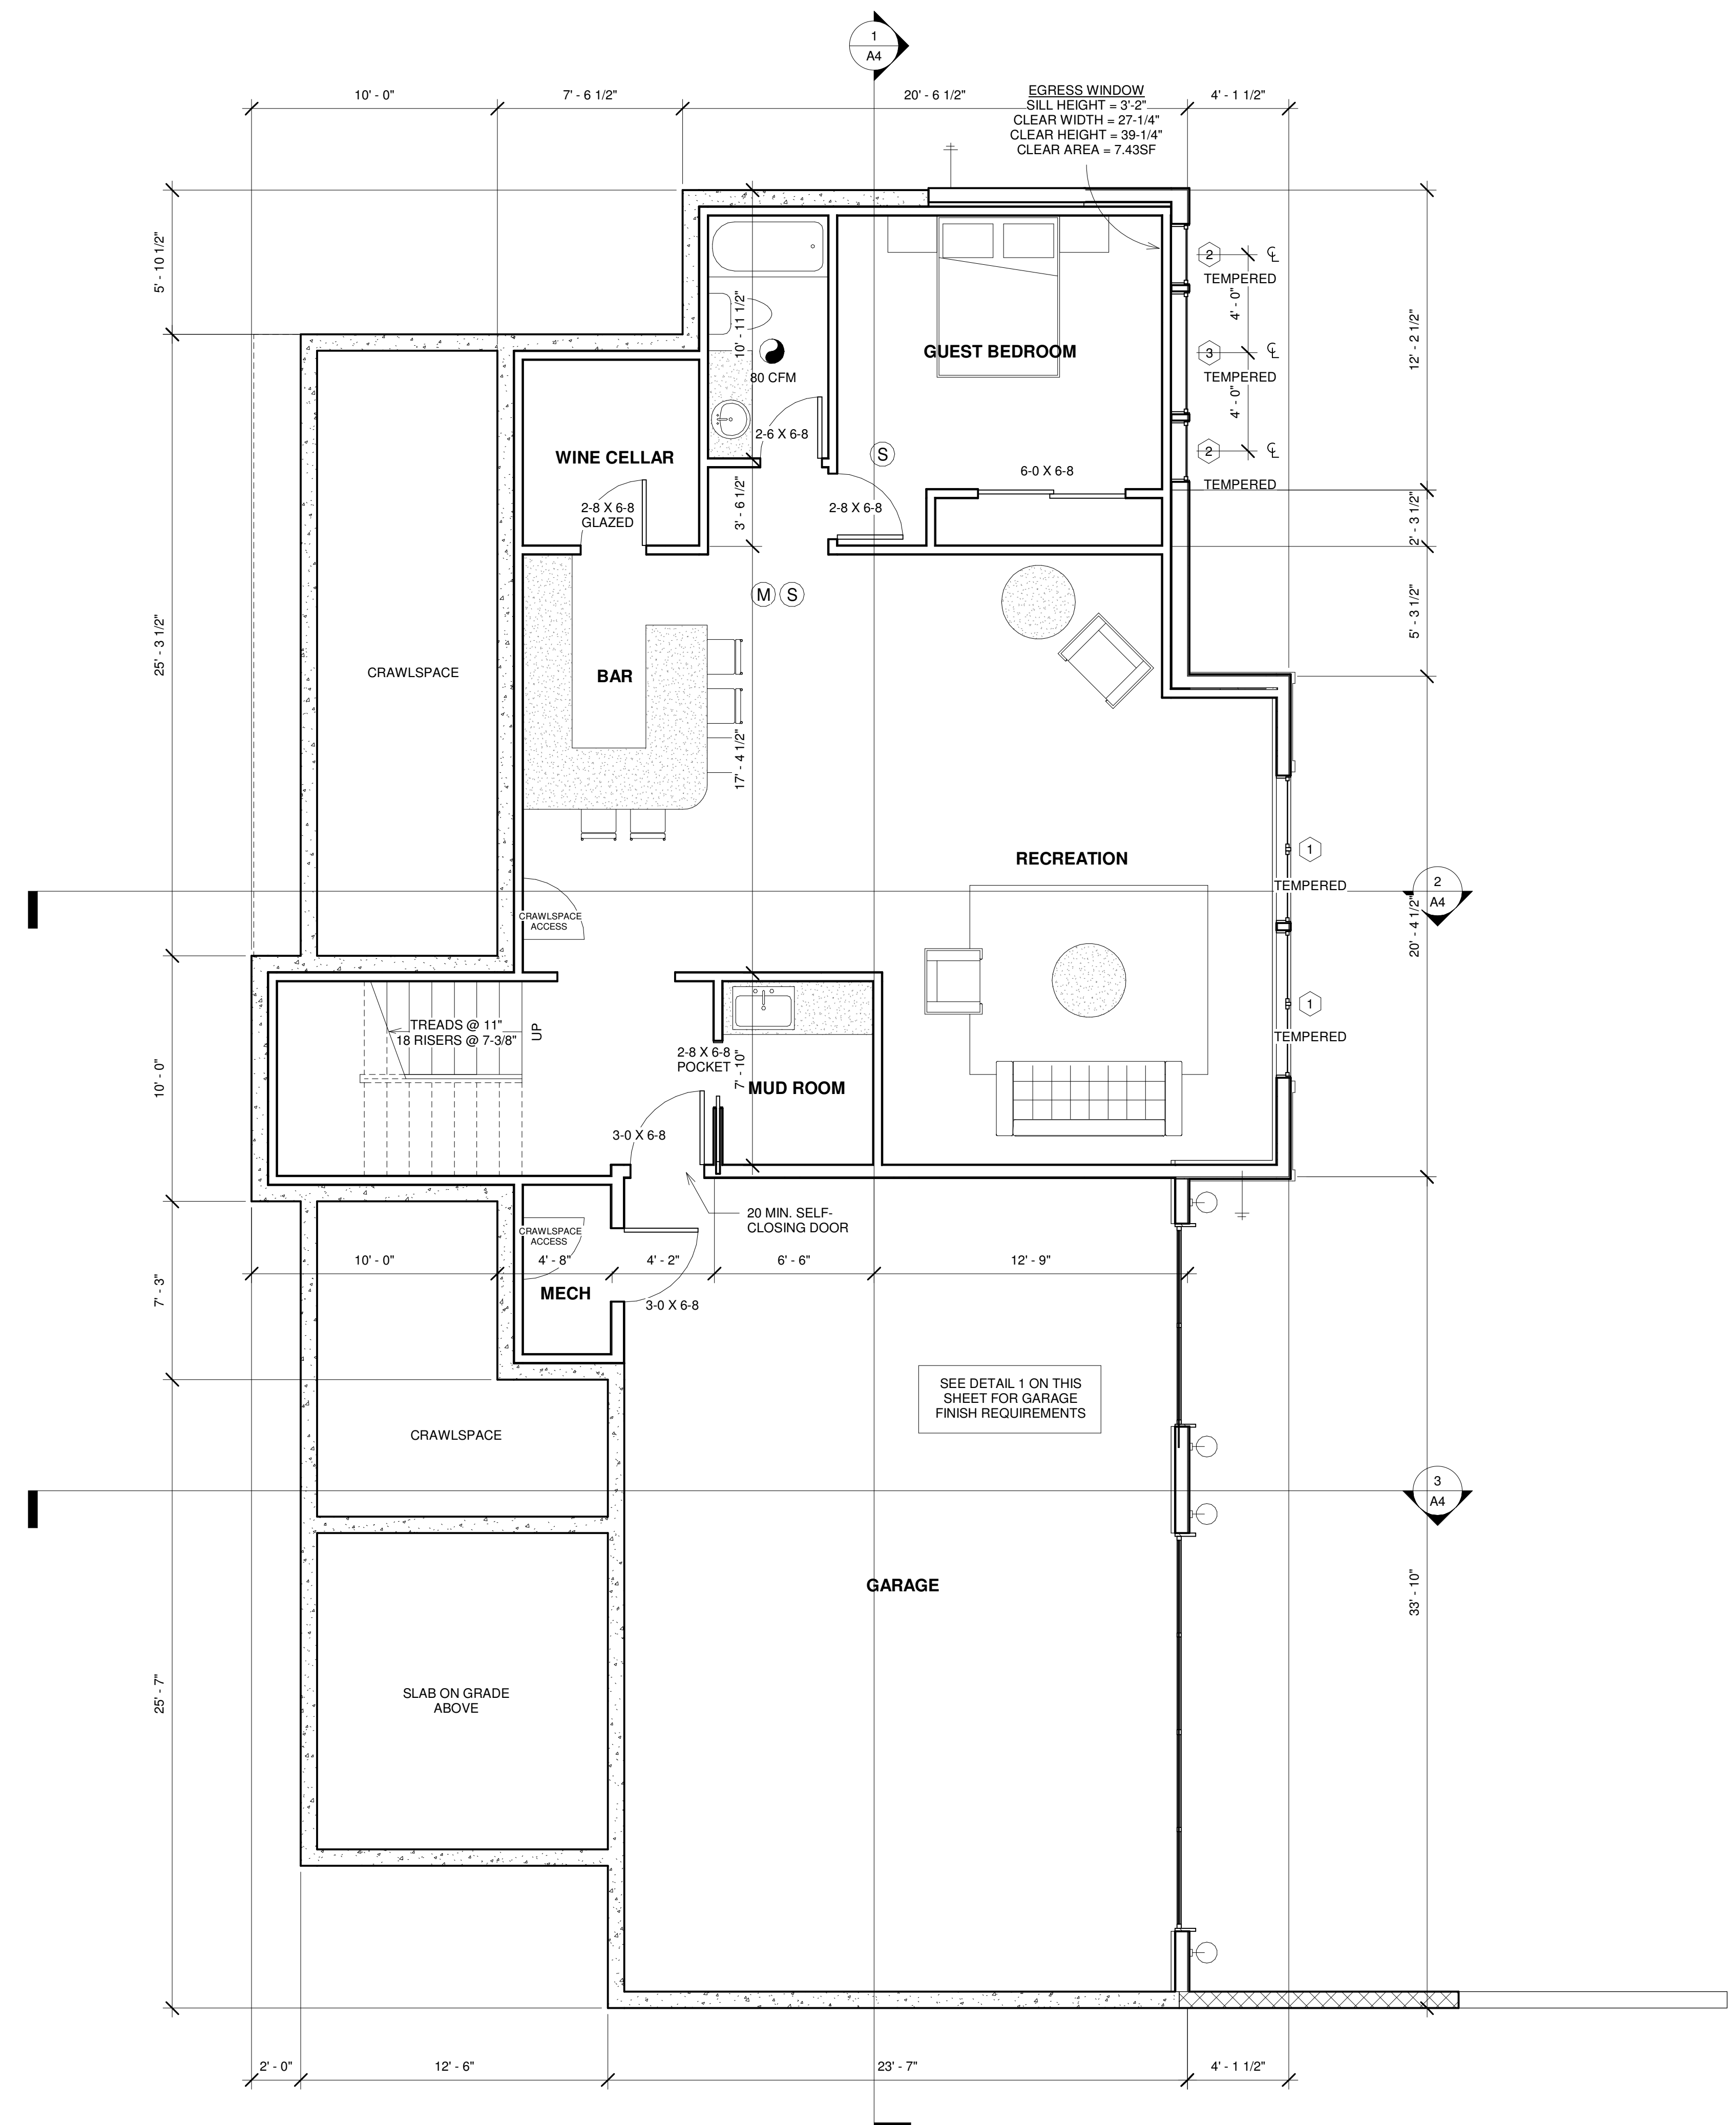 1
A4
10' - 0"
7' - 6 1/2"
20' - 6 1/2"
4' - 1 1/2"
EGRESS WINDOW
SILL HEIGHT = 3'-2"
CLEAR WIDTH = 27-1/4"
CLEAR HEIGHT = 39-1/4"
CLEAR AREA = 7.43SF
5' - 10 1/2"
10' - 11 1/2"
80 CFM
GUEST BEDROOM
2
TEMPERED
4' - 0"
3
TEMPERED
4' - 0"
2
TEMPERED
12' - 2 1/2"
WINE CELLAR
2-6 X 6-8
S
6-0 X 6-8
2-8 X 6-8
GLAZED
3' - 6 1/2"
2-8 X 6-8
2' - 3 1/2"
M
S
5' - 3 1/2"
25' - 3 1/2"
CRAWLSPACE
BAR
17' - 4 1/2"
RECREATION
1
TEMPERED
2
A4
20' - 4 1/2"
CRAWLSPACE
ACCESS
1
TEMPERED
TREADS @ 11"
18 RISERS @ 7-3/8"
UP
2-8 X 6-8
POCKET
7' - 10"
MUD ROOM
10' - 0"
3-0 X 6-8
20 MIN. SELF-
CLOSING DOOR
CRAWLSPACE
ACCESS
10' - 0"
4' - 8"
4' - 2"
6' - 6"
12' - 9"
7' - 3"
MECH
3-0 X 6-8
SEE DETAIL 1 ON THIS
SHEET FOR GARAGE
FINISH REQUIREMENTS
CRAWLSPACE
3
A4
GARAGE
33' - 10"
SLAB ON GRADE
ABOVE
25' - 7"
2' - 0"
12' - 6"
23' - 7"
4' - 1 1/2"